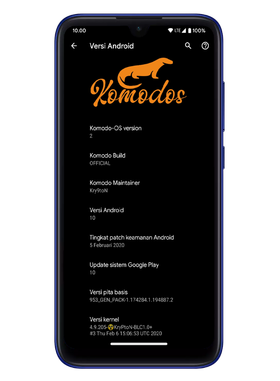 10.00
LTE
100%
Versi Android
Komodos
Komodo-OS version
2
Komodo Build
OFFICIAL
Komodo Maintainer
Kry9toN
Versi Android
10
Tingkat patch keamanan Android
5 Februari 2020
Update sistem Google Play
10
Versi pita basis
953_GEN_PACK-1.174284.1.194887.2
Versi kernel
4.9.205-☢KryPtoN-BLC1.0+
#3 Thu Feb 6 15:06:53 UTC 2020